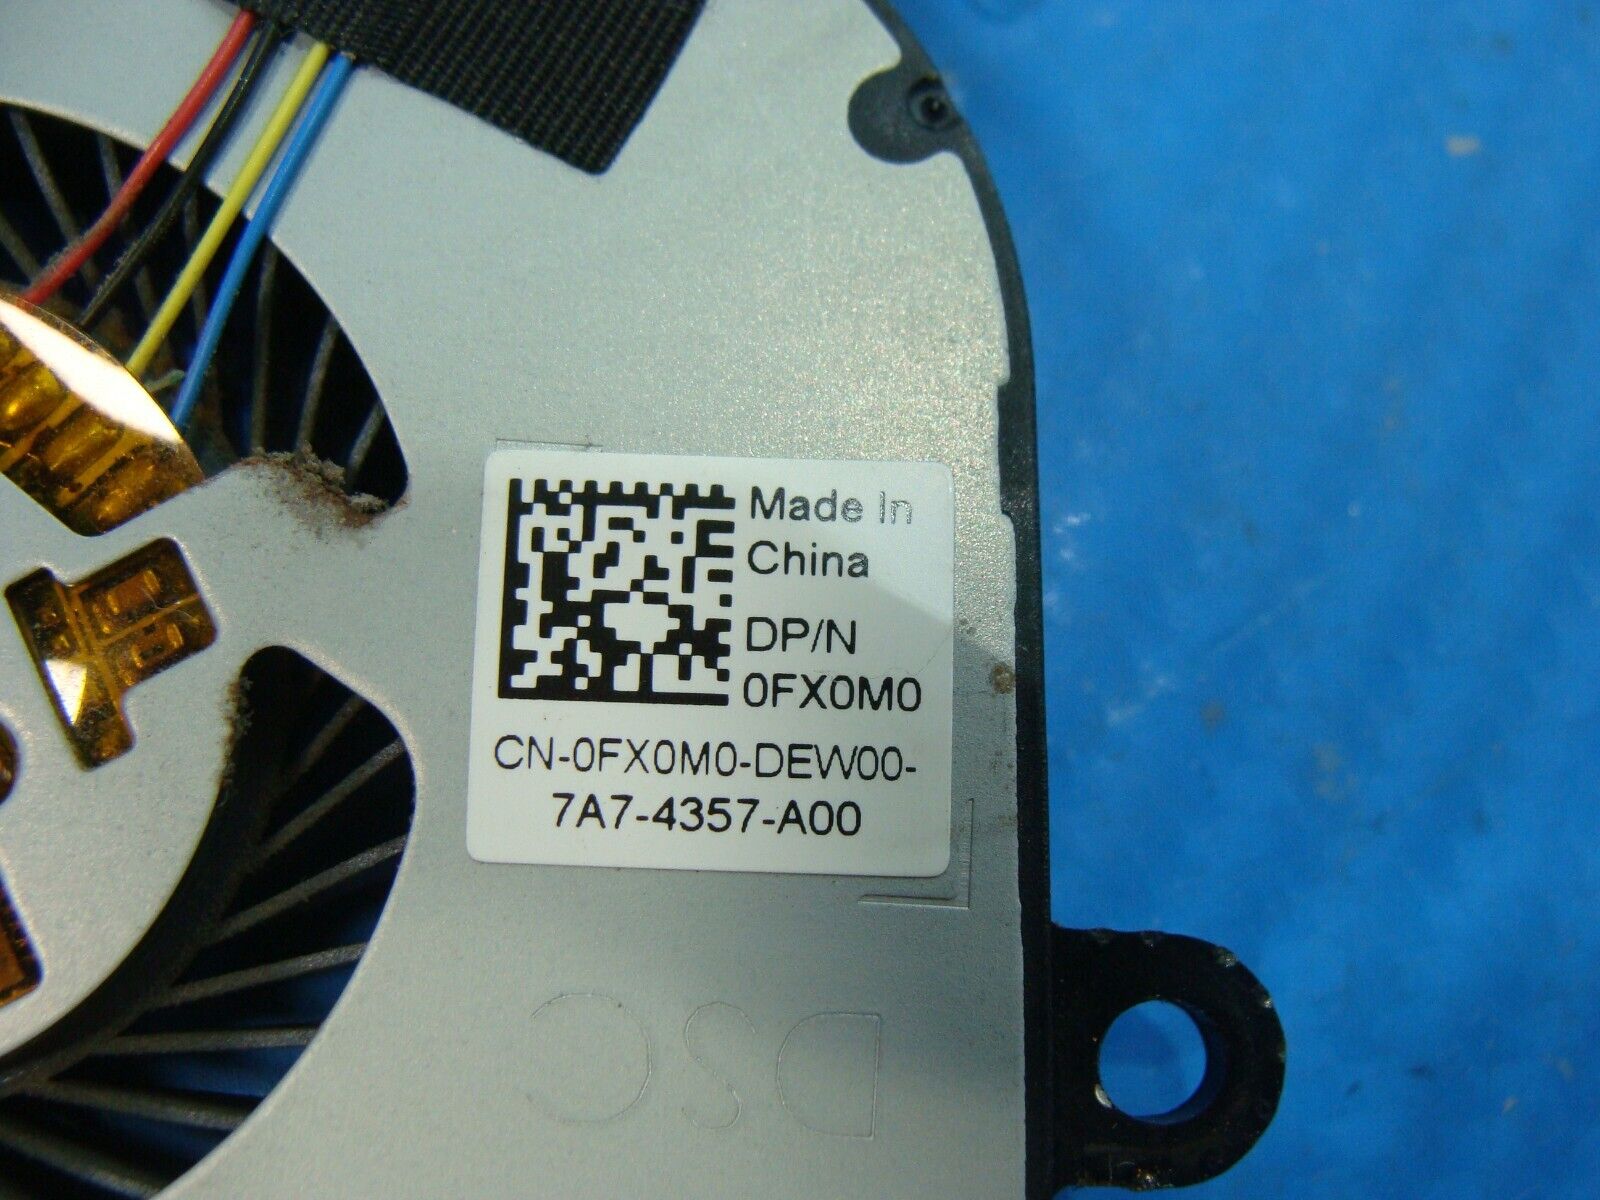 Made In
China
DP/N
0FX0M0
CN-0FX0M0-DEW00-
7A7-4357-A00
DSC